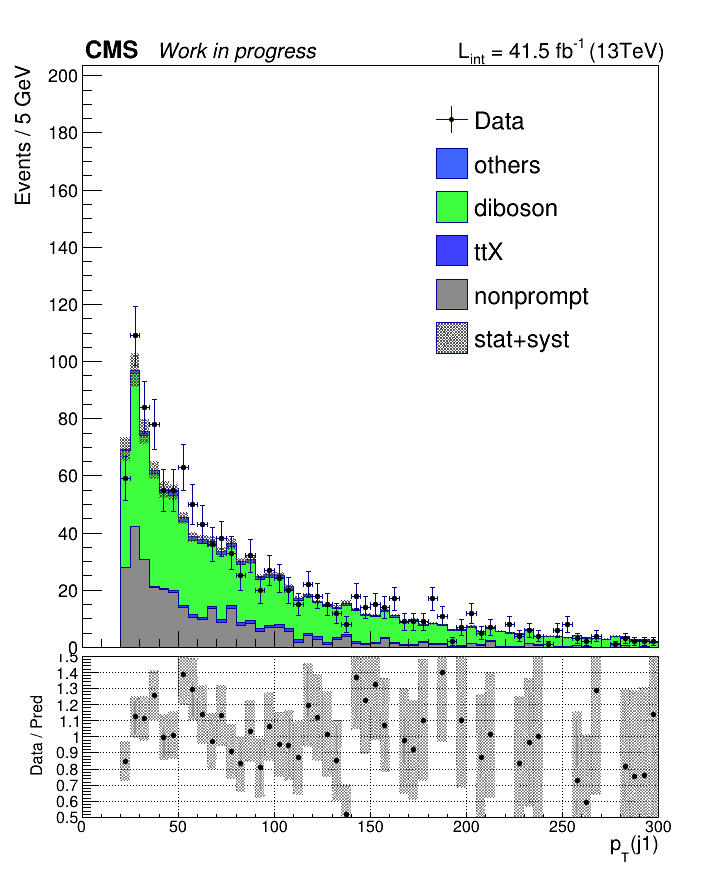 CMS Work in progress L_int = 41.5 fb^-1 (13TeV)
Events / 5 GeV
200
180
160
140
120
100
80
60
40
20
0
Data
others
diboson
ttX
nonprompt
stat+syst
Data / Pred
1.5
1.4
1.3
1.2
1.1
1
0.9
0.8
0.7
0.6
0.5
0 50 100 150 200 250 300
p_T(j1)